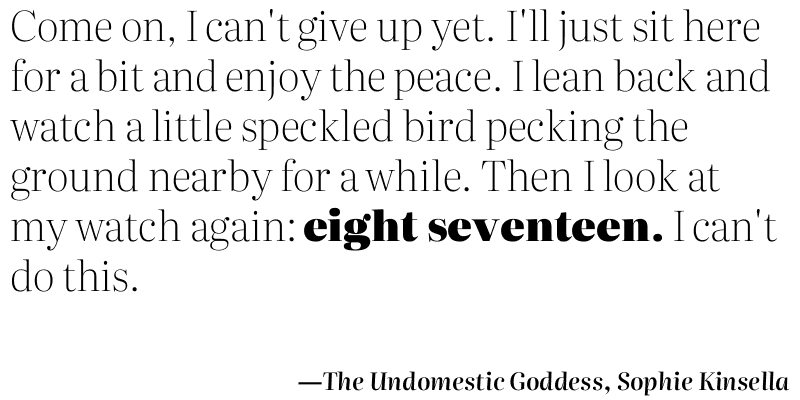 Come on, I can't give up yet. I'll just sit here
for a bit and enjoy the peace. I lean back and
watch a little speckled bird pecking the
ground nearby for a while. Then I look at
my watch again: eight seventeen. I can't
do this.
—The Undomestic Goddess, Sophie Kinsella